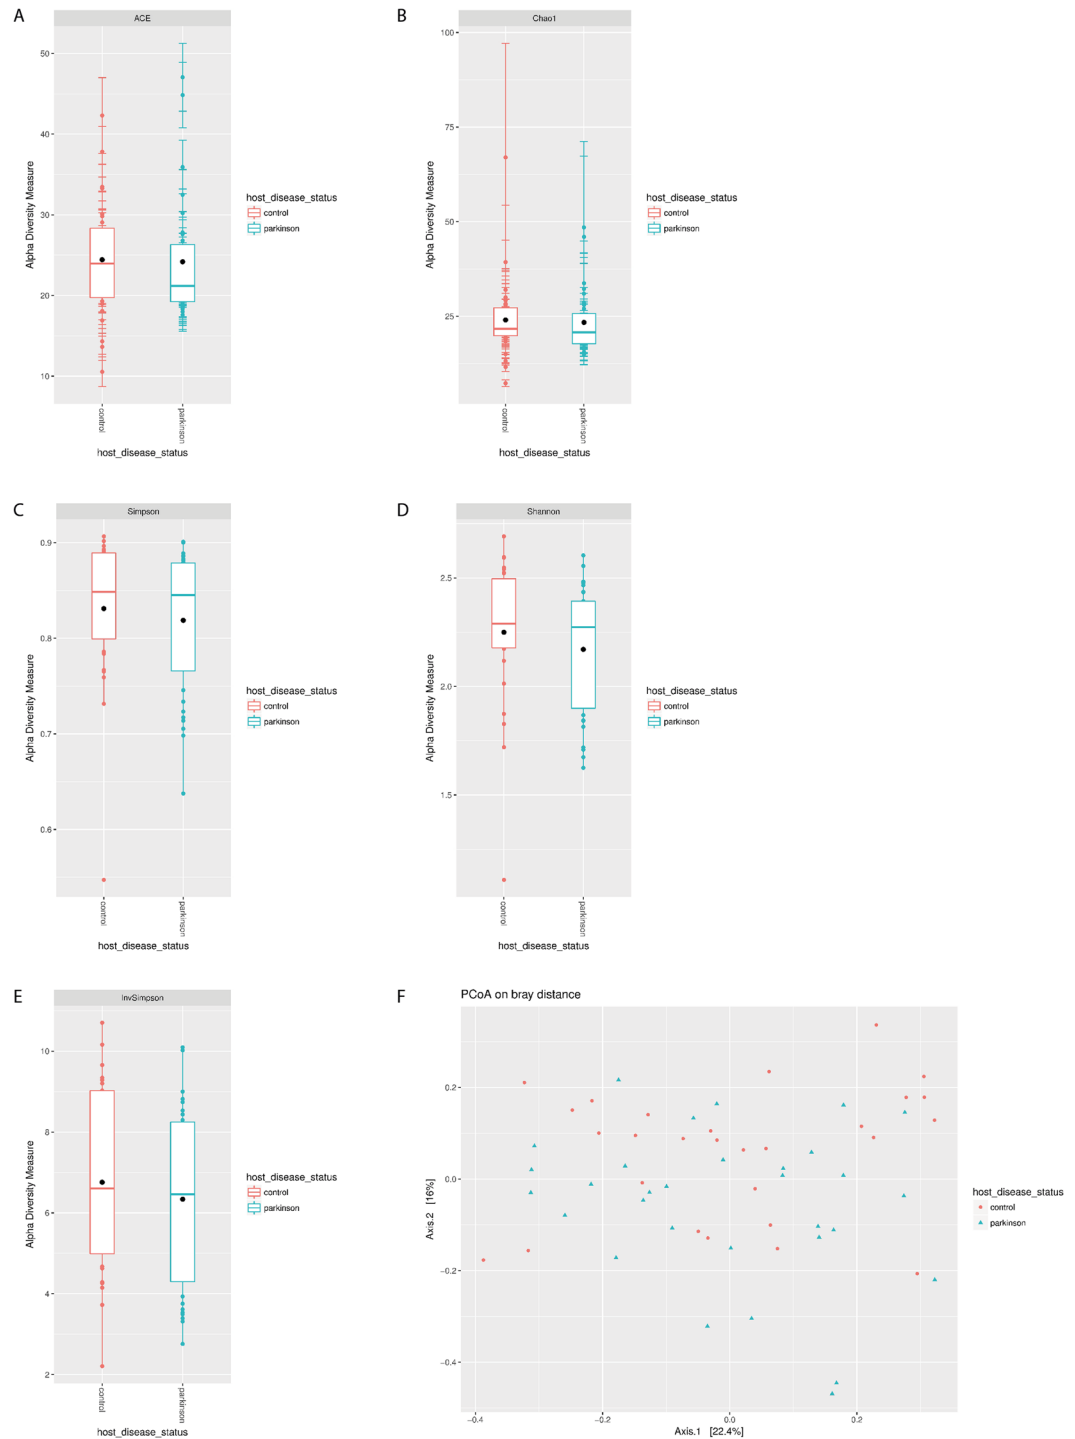 A
ACE
50
40
30
20
10
Alpha Diversity Measure
control
parkinson
host_disease_status
host_disease_status
control
parkinson
B
Chao1
100
75
50
25
Alpha Diversity Measure
control
parkinson
host_disease_status
host_disease_status
control
parkinson
C
Simpson
0.9
0.8
0.7
0.6
Alpha Diversity Measure
control
parkinson
host_disease_status
host_disease_status
control
parkinson
D
Shannon
2.5
2.0
1.5
Alpha Diversity Measure
control
parkinson
host_disease_status
host_disease_status
control
parkinson
E
InvSimpson
10
8
6
4
2
Alpha Diversity Measure
control
parkinson
host_disease_status
host_disease_status
control
parkinson
F
PCoA on bray distance
0.2
0.0
−0.2
−0.4
Axis.2 [16%]
−0.4
−0.2
0.0
0.2
Axis.1 [22.4%]
host_disease_status
control
parkinson